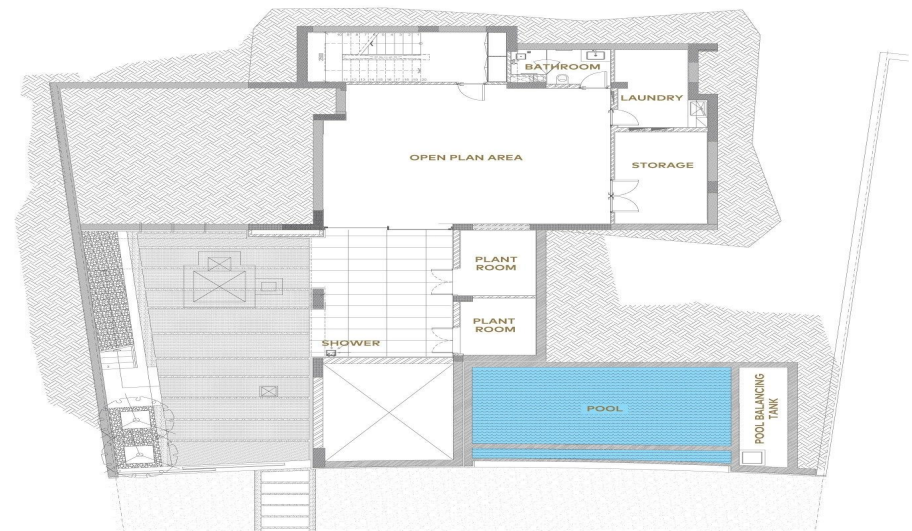 BATHROOM
LAUNDRY
OPEN PLAN AREA
STORAGE
PLANT
ROOM
PLANT
ROOM
SHOWER
POOL
POOL BALANCING
TANK